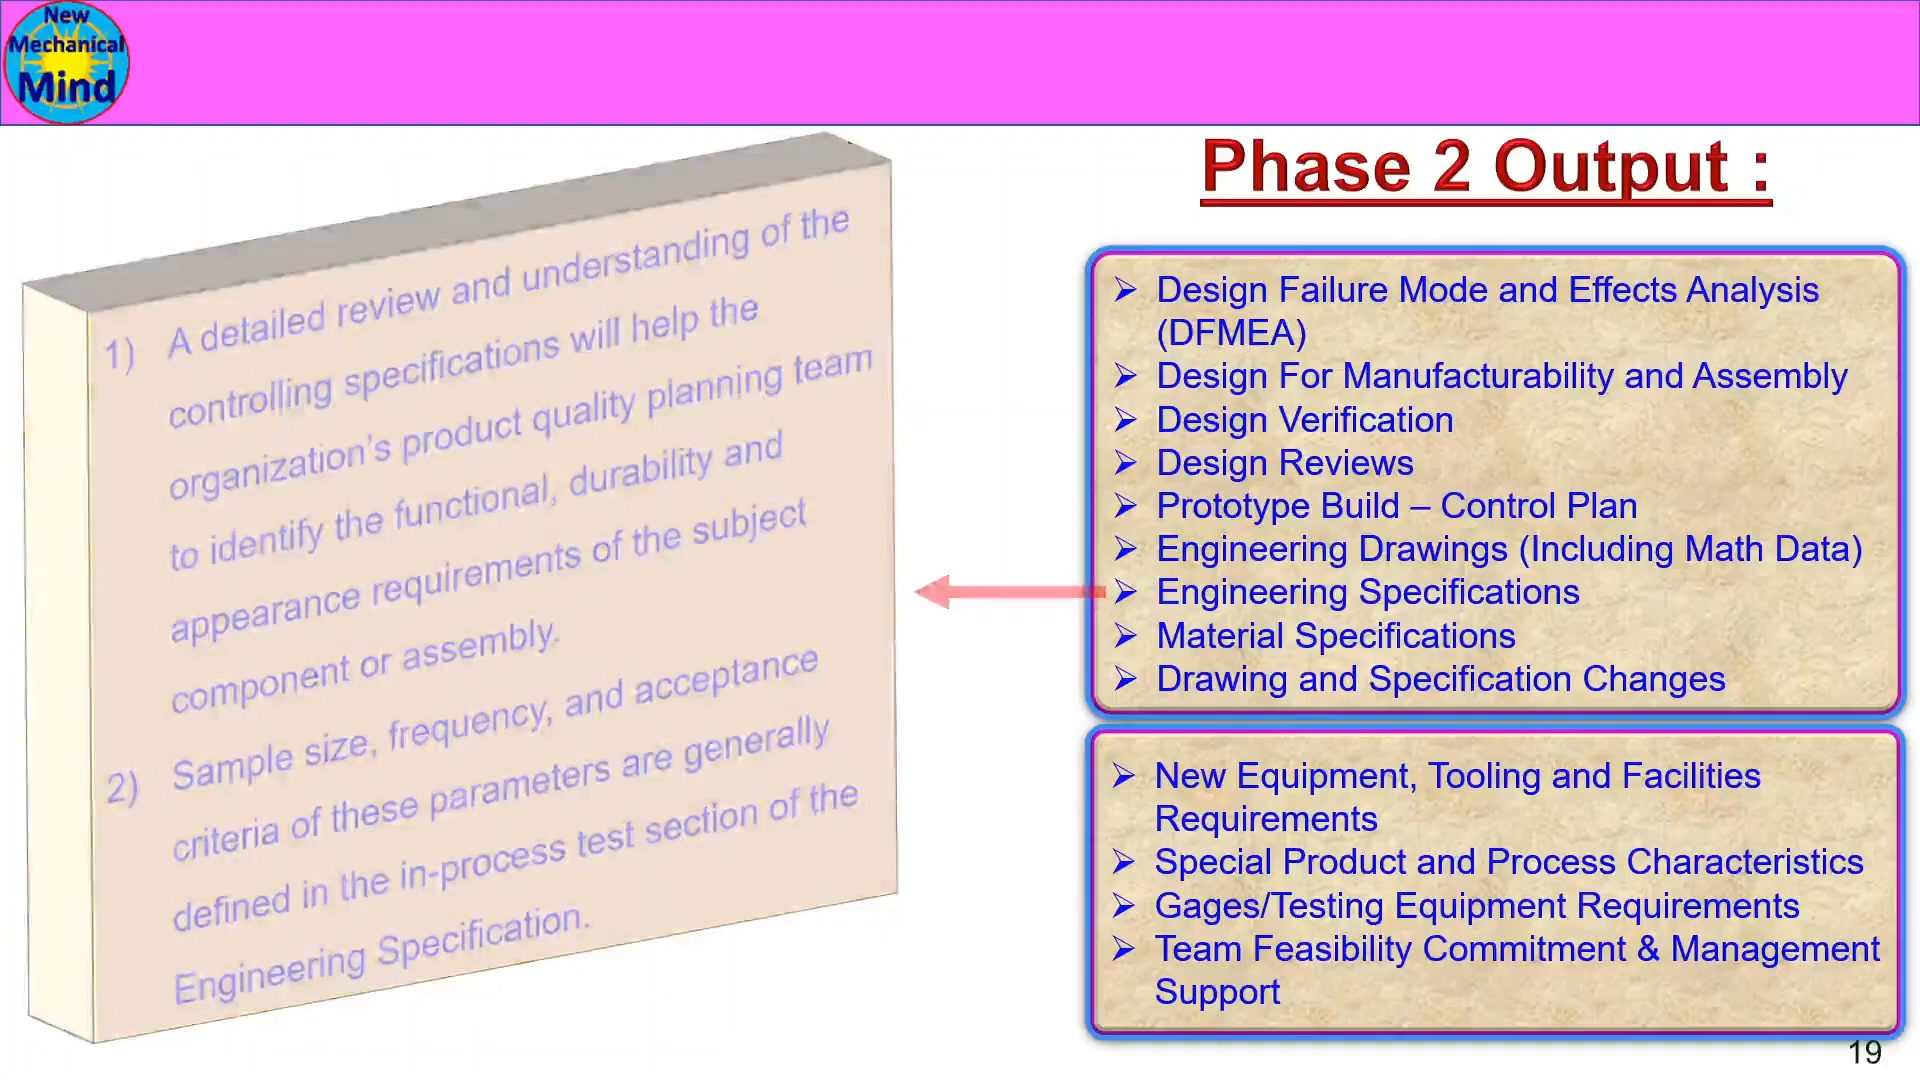 New
Mechanical
Mind
Phase 2 Output :
1) A detailed review and understanding of the
controlling specifications will help the
organization's product quality planning team
to identify the functional, durability and
appearance requirements of the subject
component or assembly.
2) Sample size, frequency, and acceptance
criteria of these parameters are generally
defined in the in-process test section of the
Engineering Specification.
➢ Design Failure Mode and Effects Analysis
(DFMEA)
➢ Design For Manufacturability and Assembly
➢ Design Verification
➢ Design Reviews
➢ Prototype Build – Control Plan
➢ Engineering Drawings (Including Math Data)
➢ Engineering Specifications
➢ Material Specifications
➢ Drawing and Specification Changes
➢ New Equipment, Tooling and Facilities
Requirements
➢ Special Product and Process Characteristics
➢ Gages/Testing Equipment Requirements
➢ Team Feasibility Commitment & Management
Support
19